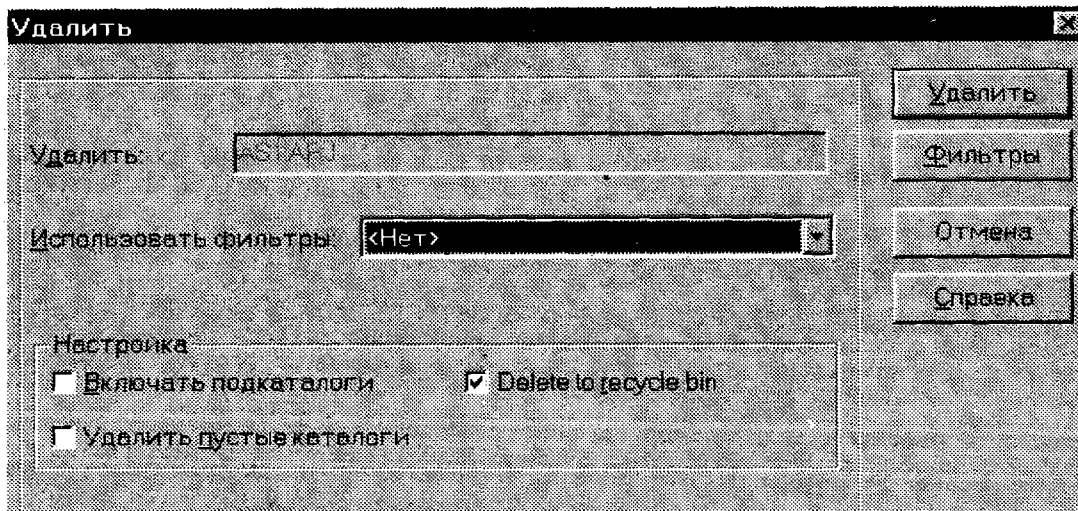 Удалить
Удалить:
Использовать фильтры: <Нет>
Настройка
Включать подкаталоги
Delete to recycle bin
Удалить пустые каталоги
Удалить
Фильтры
Отмена
Справка